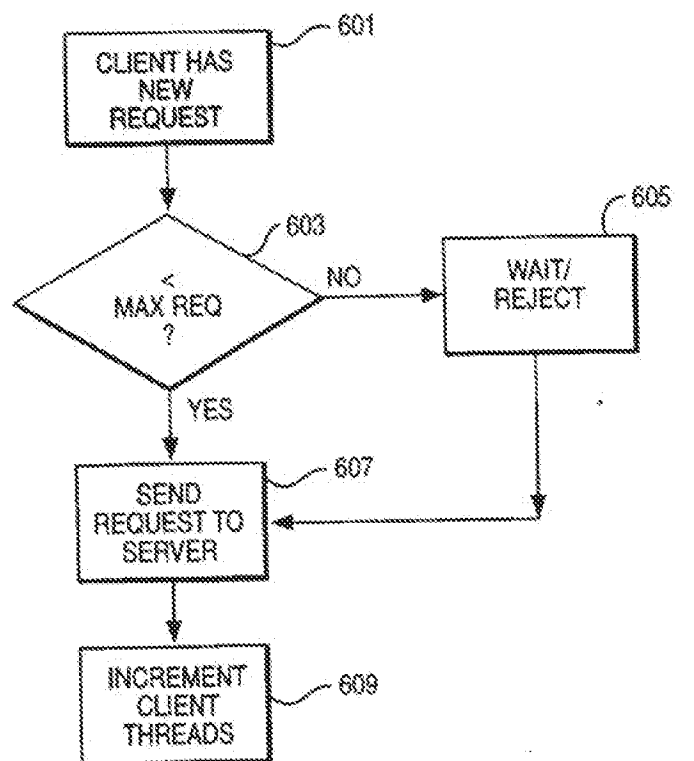 601
CLIENT HAS
NEW
REQUEST
603
<
MAX REQ
?
NO
605
WAIT/
REJECT
YES
607
SEND
REQUEST TO
SERVER
INCREMENT
CLIENT
THREADS
609